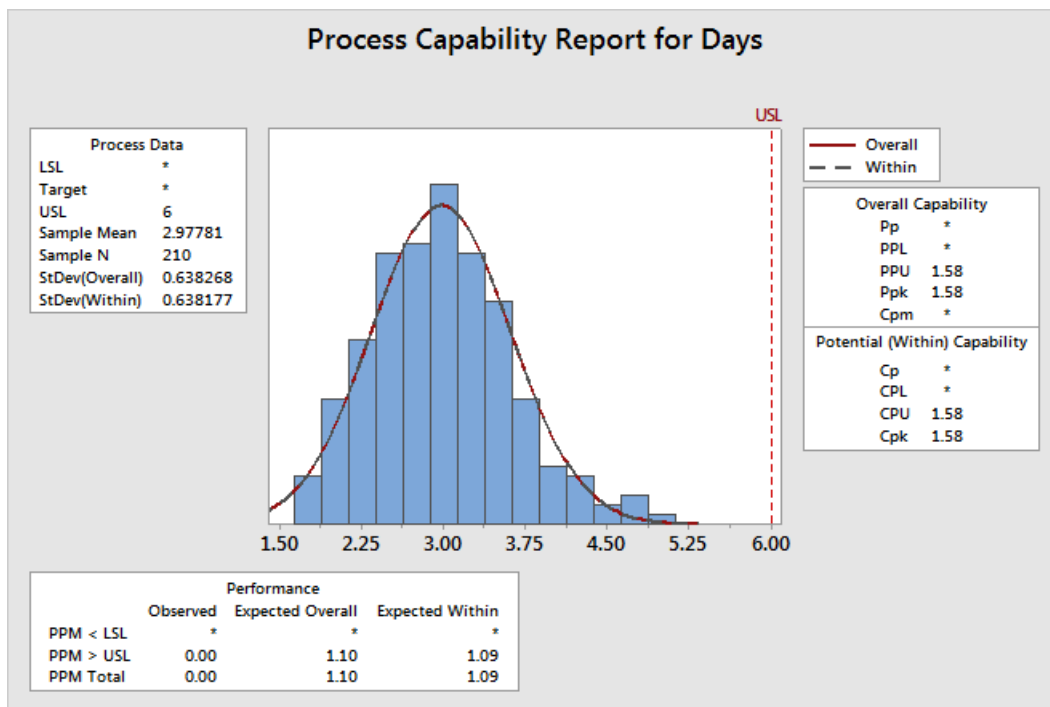 Process Capability Report for Days
USL
Process Data
LSL *
Target *
USL 6
Sample Mean 2.97781
Sample N 210
StDev(Overall) 0.638268
StDev(Within) 0.638177
Overall
Within
Overall Capability
Pp *
PPL *
PPU 1.58
Ppk 1.58
Cpm *
Potential (Within) Capability
Cp *
CPL *
CPU 1.58
Cpk 1.58
1.50 2.25 3.00 3.75 4.50 5.25 6.00
Performance
Observed Expected Overall Expected Within
PPM < LSL * * *
PPM > USL 0.00 1.10 1.09
PPM Total 0.00 1.10 1.09